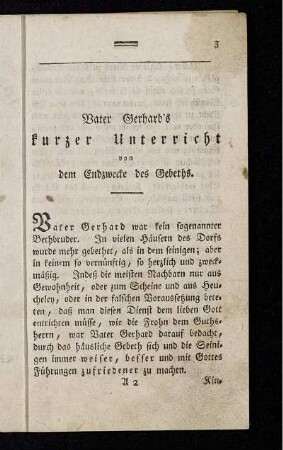 3
Vater Gerhard's
kurzer Unterricht
von
dem Endzwecke des Gebeths.
Vater Gerhard war kein sogenannter
Bethbruder. In vielen Häusern des Dorfs
wurde mehr gebethet, als in dem seinigen; aber
in keinem so vernünftig, so herzlich und zweck-
mäßig. Indeß die meisten Nachbarn nur aus
Gewohnheit, oder zum Scheine und aus Heu-
cheley, oder in der falschen Voraussetzung bete-
ten, daß man diesen Dienst dem lieben Gott
entrichten müsse, wie die Frohn dem Guths-
herrn, war Vater Gerhard darauf bedacht,
durch das häusliche Gebeth sich und die Seini-
gen immer weiser, besser und mit Gottes
Führungen zufriedener zu machen.
A 2